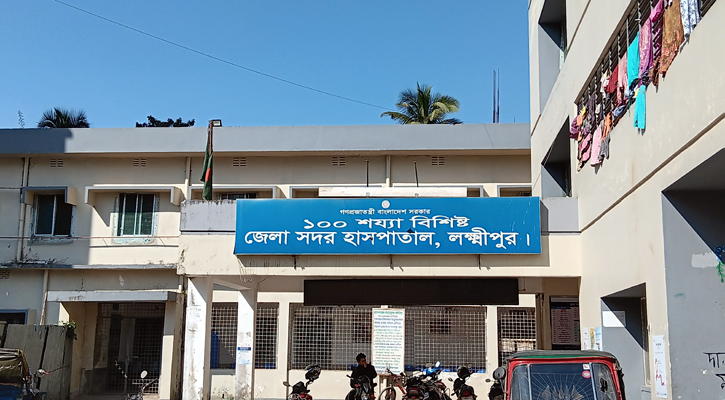 গণপ্রজাতন্ত্রী বাংলাদেশ সরকার
১০০ শয্যা বিশিষ্ট
জেলা সদর হাসপাতাল, লক্ষ্মীপুর।